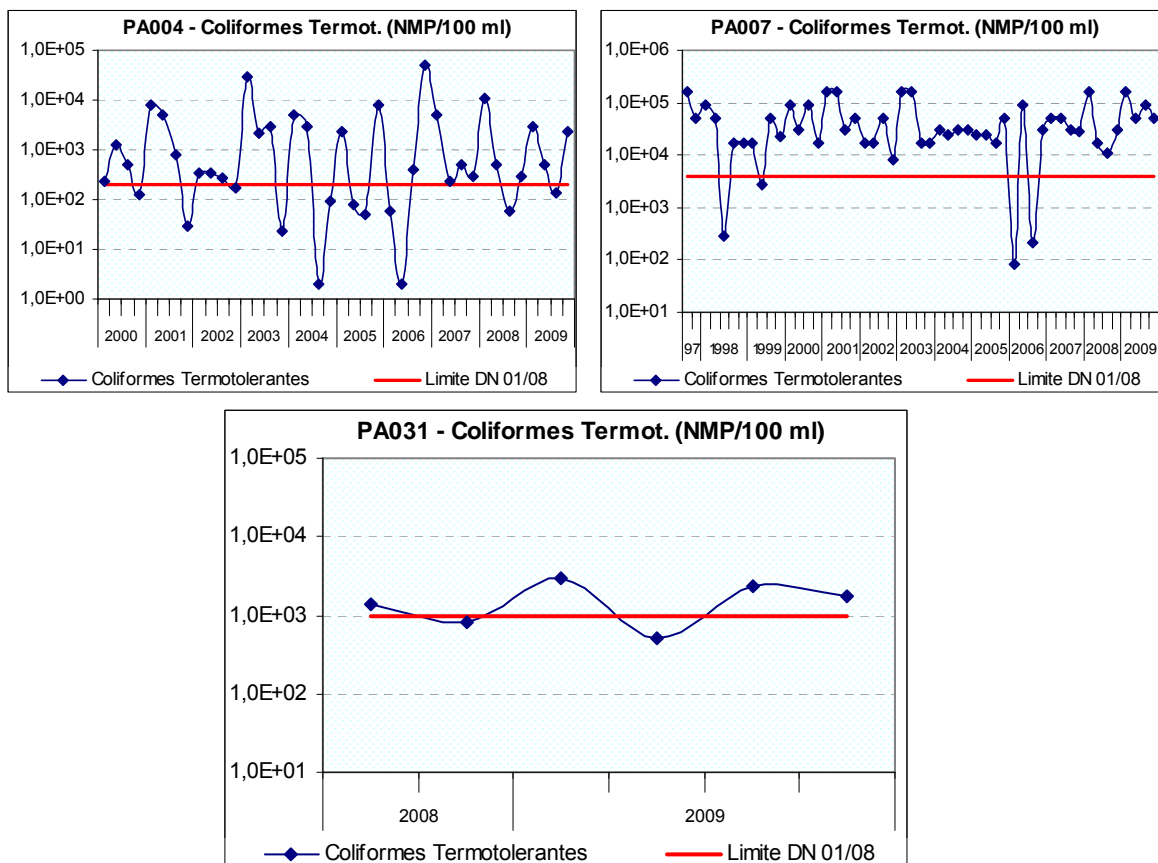 PA004 - Coliformes Termot. (NMP/100 ml)
1,0E+05
1,0E+04
1,0E+03
1,0E+02
1,0E+01
1,0E+00
2000 2001 2002 2003 2004 2005 2006 2007 2008 2009
Coliformes Termotolerantes Limite DN 01/08
PA007 - Coliformes Termot. (NMP/100 ml)
1,0E+06
1,0E+05
1,0E+04
1,0E+03
1,0E+02
1,0E+01
97 1998 1999 2000 2001 2002 2003 2004 2005 2006 2007 2008 2009
Coliformes Termotolerantes Limite DN 01/08
PA031 - Coliformes Termot. (NMP/100 ml)
1,0E+05
1,0E+04
1,0E+03
1,0E+02
1,0E+01
2008 2009
Coliformes Termotolerantes Limite DN 01/08